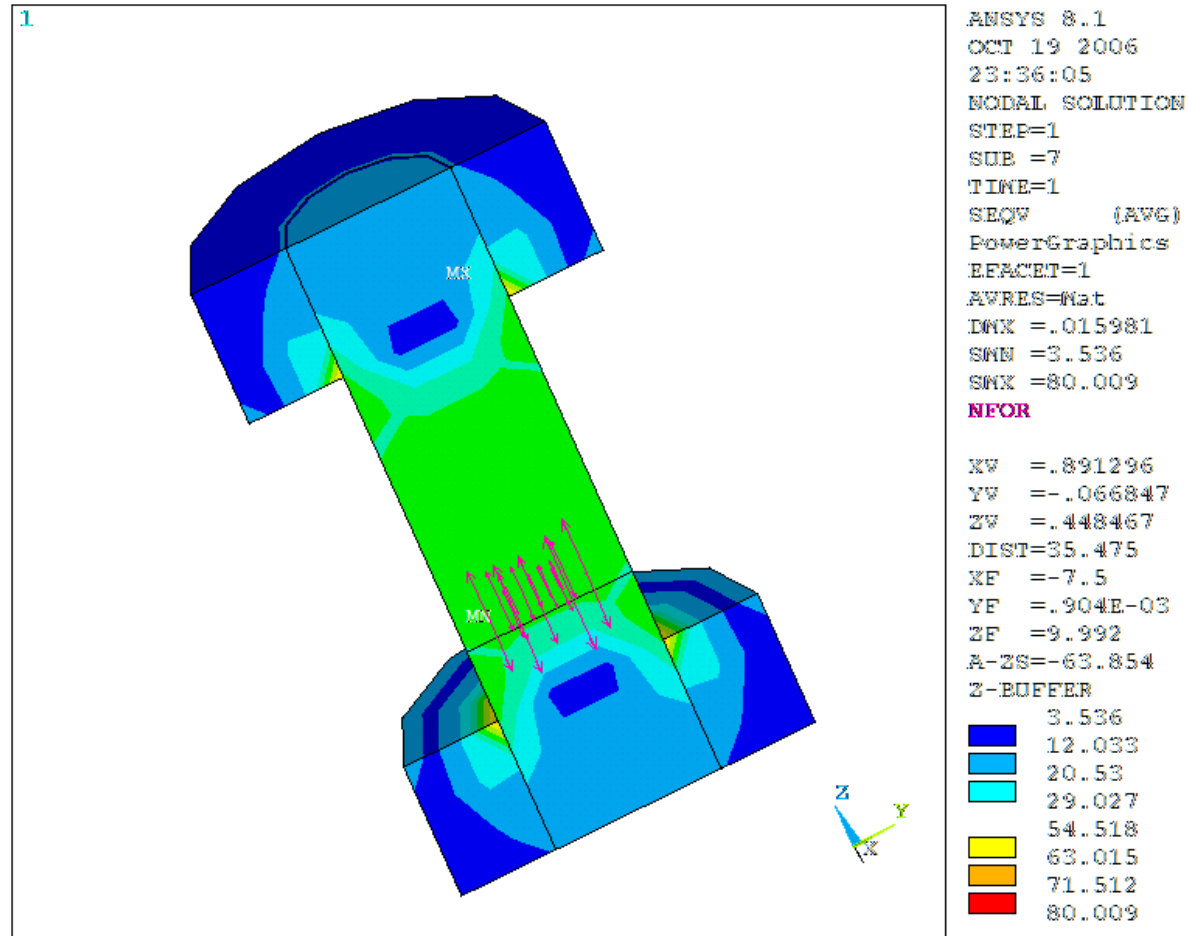 1
ANSYS 8.1
OCT 19 2006
23:36:05
NODAL SOLUTION
STEP=1
SUB =7
TIME=1
SEQV (AVG)
PowerGraphics
EFACET=1
AVRES=Mat
DMX =.015981
SMN =3.536
SMX =80.009
NFOR
XV =.891296
YV =-.066847
ZV =.448467
DIST=35.475
XF =-7.5
YF =.904E-03
ZF =9.992
A-ZS=-63.854
Z-BUFFER
3.536
12.033
20.53
29.027
54.518
63.015
71.512
80.009
MX
MN
Z
Y
X